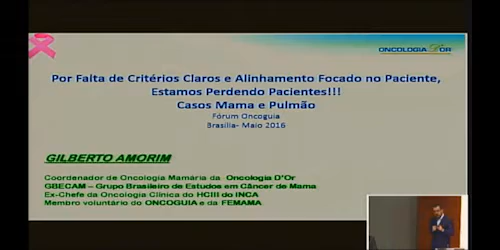 ONCOLOGIA D'OR
Por Falta de Critérios Claros e Alinhamento Focado no Paciente,
Estamos Perdendo Pacientes!!!
Casos Mama e Pulmão
Fórum Oncoguia
Brasilia- Maio 2016
GILBERTO AMORIM
Coordenador de Oncologia Mamária da Oncologia D'Or
GBECAM – Grupo Brasileiro de Estudos em Câncer de Mama
Ex-Chefe da Oncologia Clínica do HCIII do INCA
Membro voluntário do ONCOGUIA e da FEMAMA